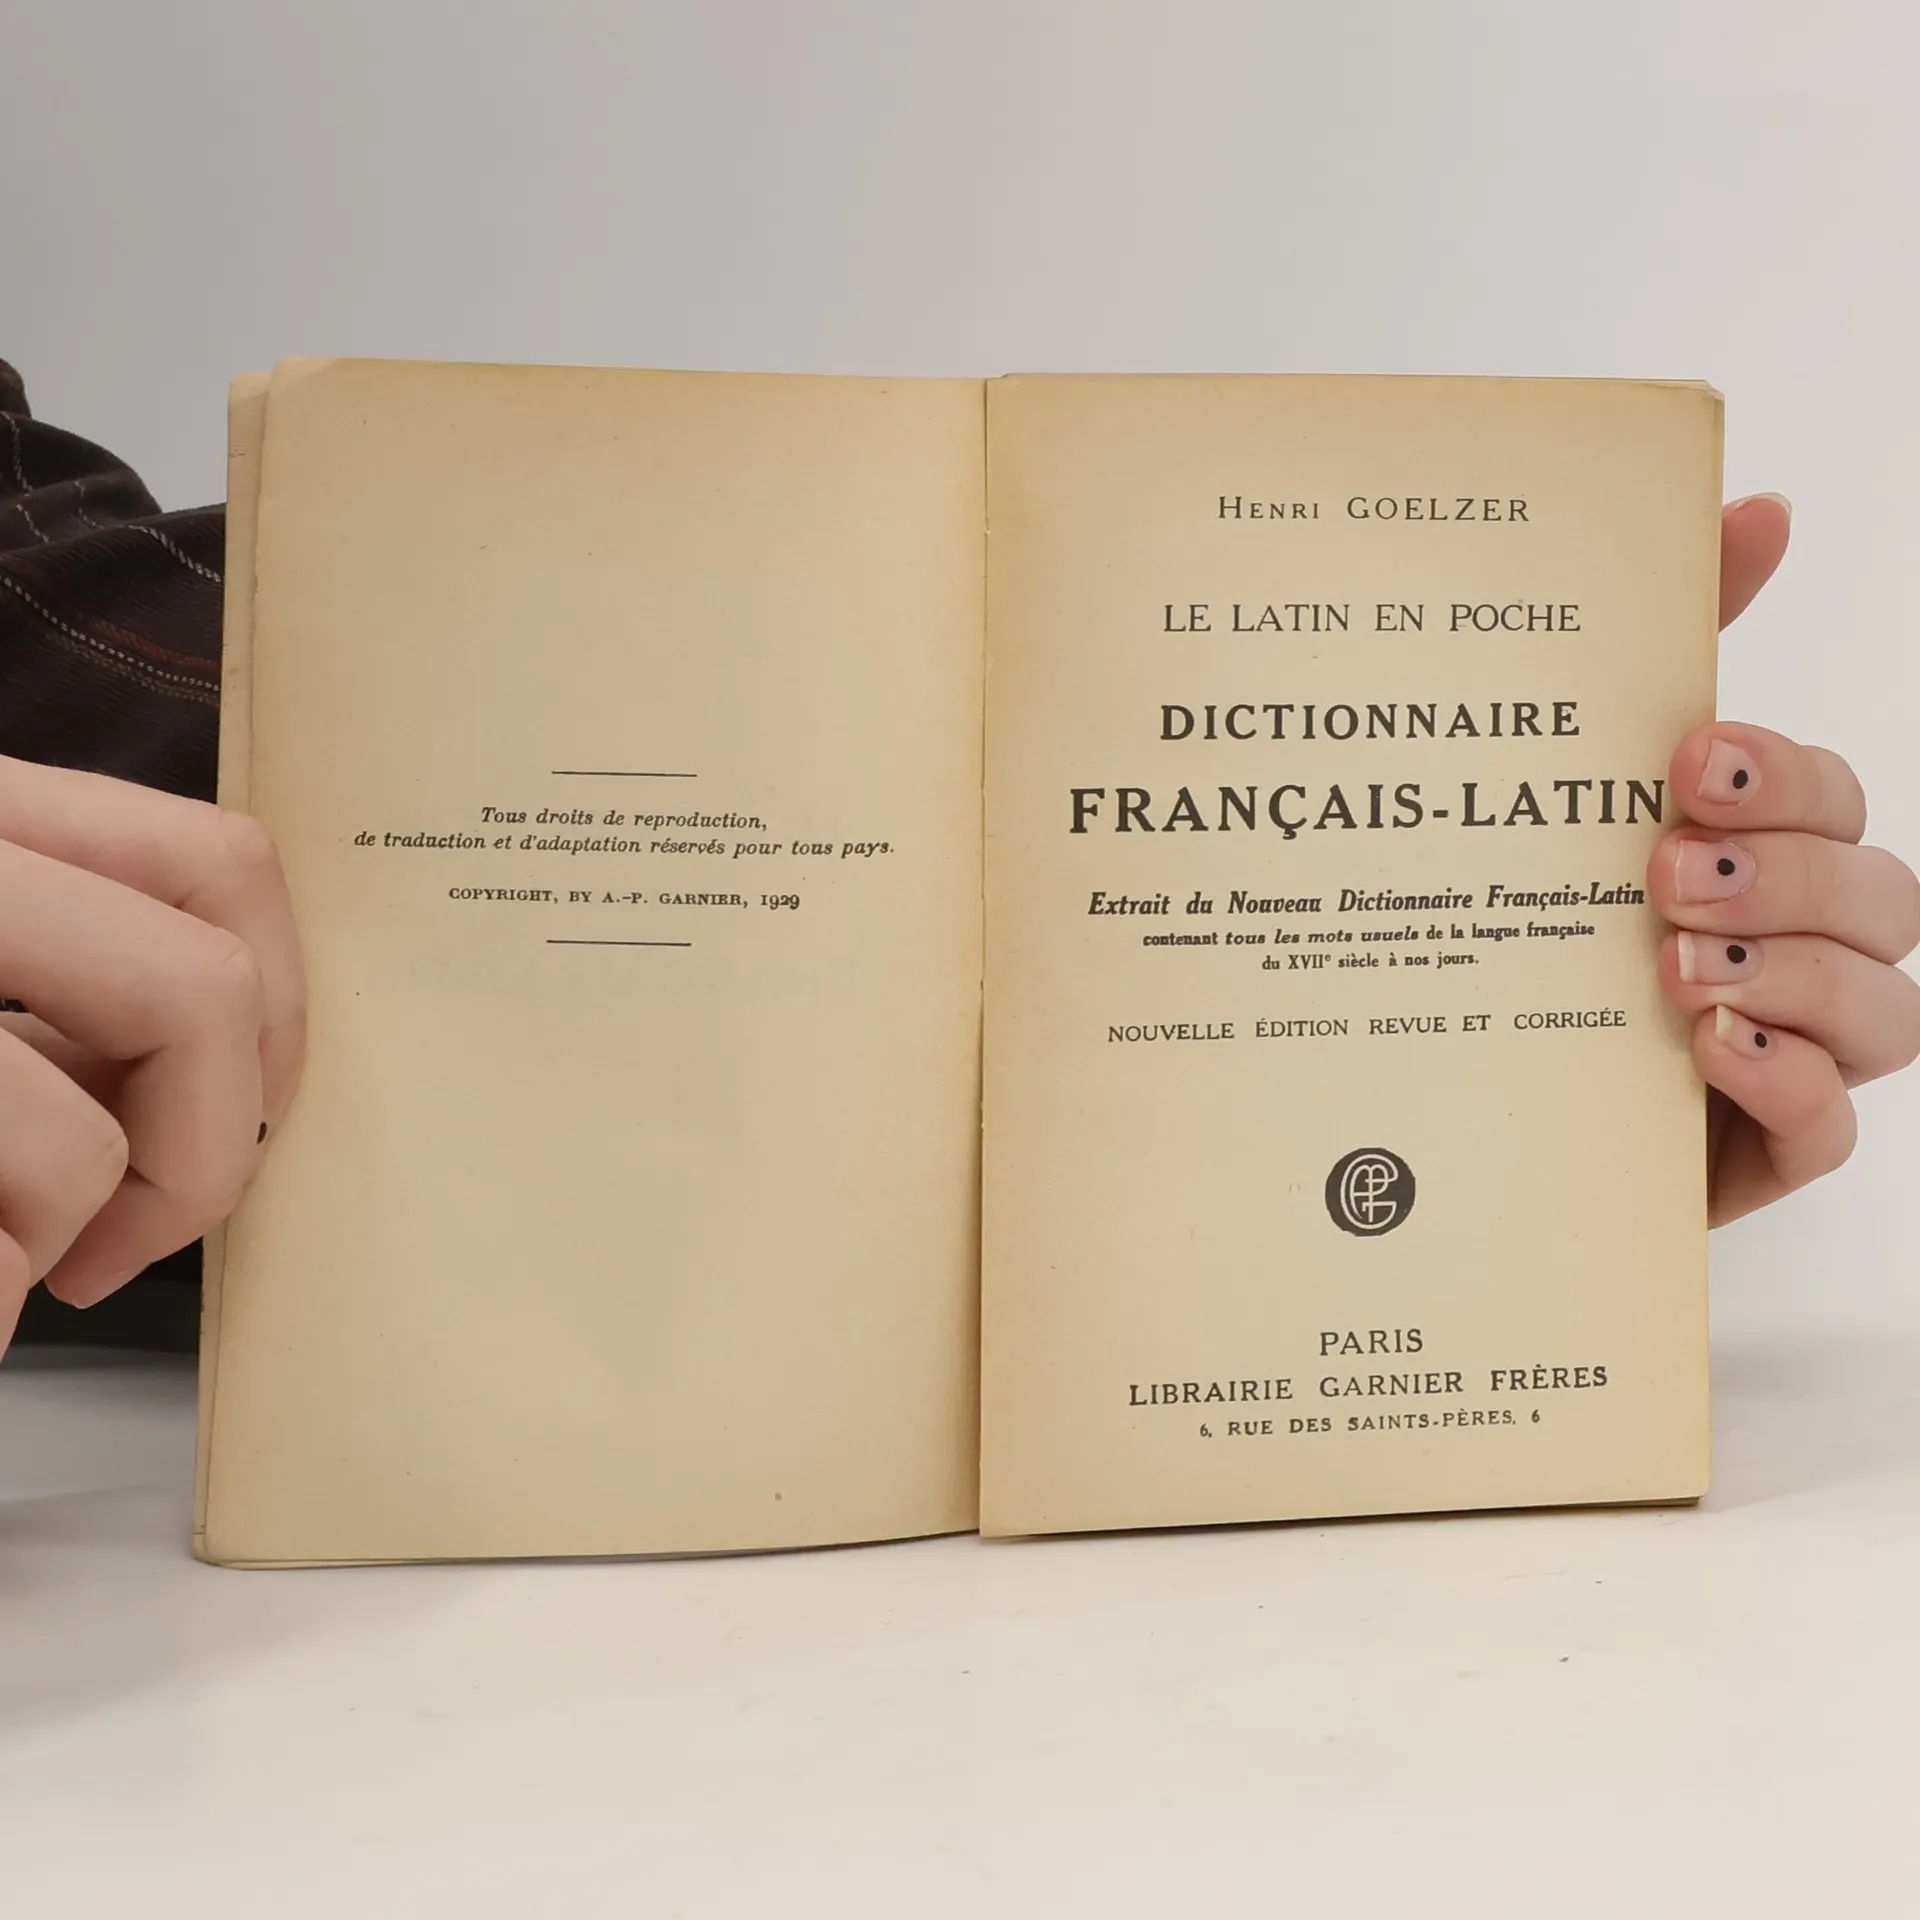 Tous droits de reproduction,
de traduction et d'adaptation réservés pour tous pays.
COPYRIGHT, BY A.-P. GARNIER, 1929
HENRI GOELZER
LE LATIN EN POCHE
DICTIONNAIRE
FRANÇAIS-LATIN
Extrait du Nouveau Dictionnaire Français-Latin
contenant tous les mots usuels de la langue française
du XVIIe siècle à nos jours.
NOUVELLE ÉDITION REVUE ET CORRIGÉE
PARIS
LIBRAIRIE GARNIER FRÈRES
6, RUE DES SAINTS-PÈRES, 6